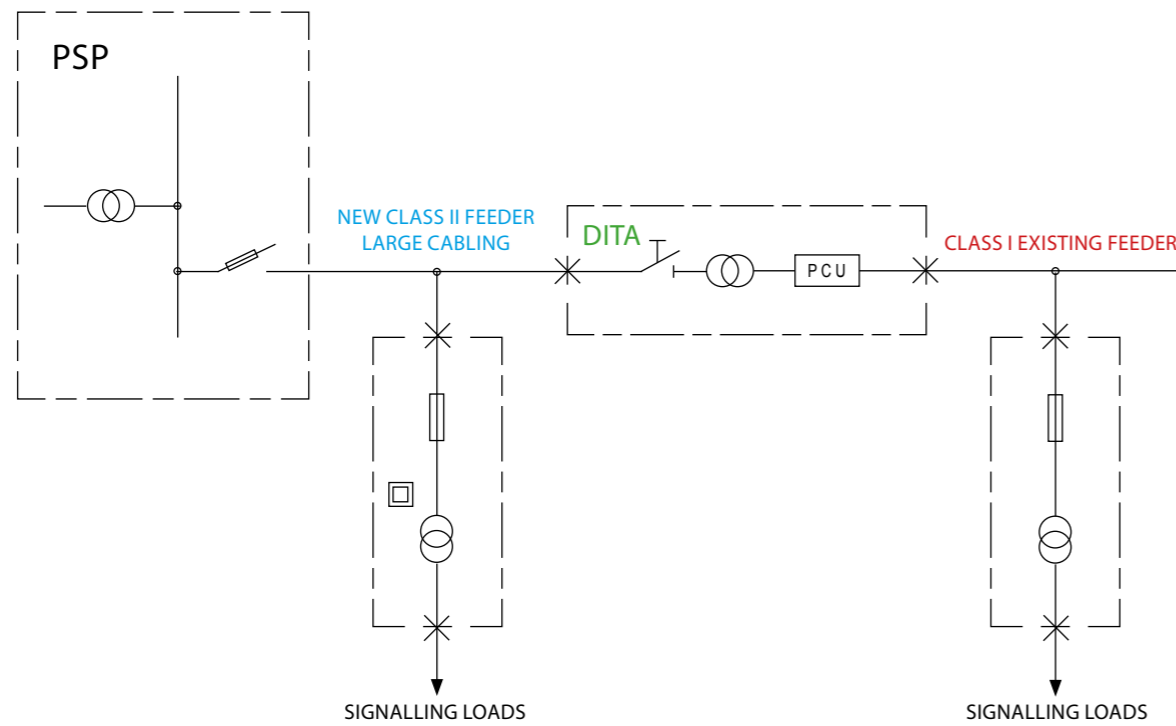 PSP
NEW CLASS II FEEDER
LARGE CABLING
DITA
PCU
CLASS I EXISTING FEEDER
SIGNALLING LOADS
SIGNALLING LOADS